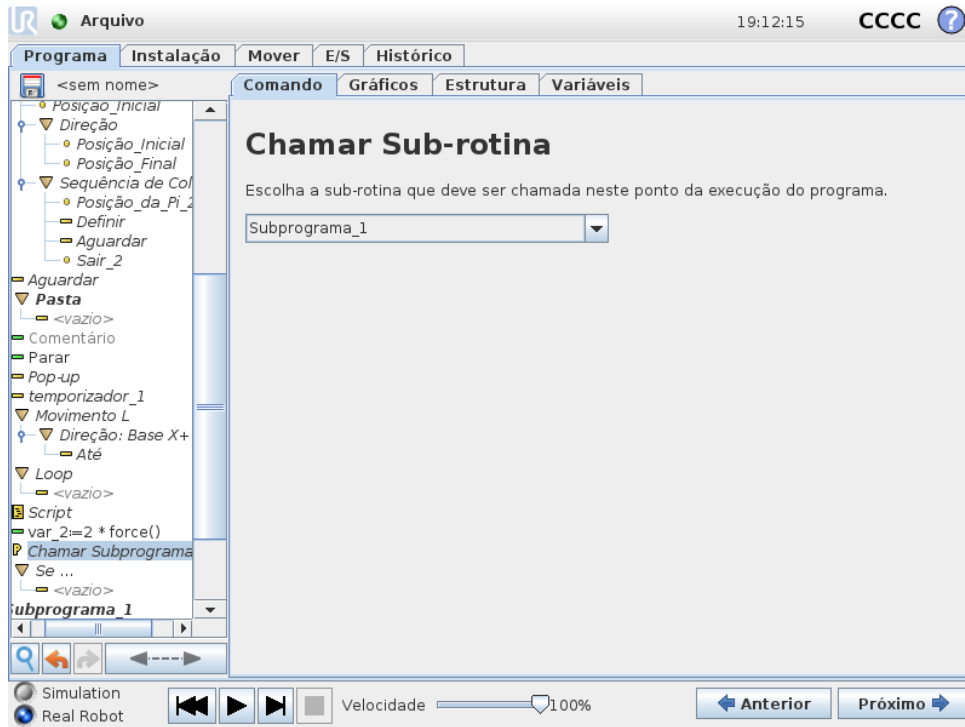 UR Arquivo 19:12:15 CCCC ?
Programa Instalação Mover E/S Histórico
<sem nome>
Comando Gráficos Estrutura Variáveis
Posição_Inicial
Direção
Posição_Inicial
Posição_Final
Sequência de Col
Posição_da_Pi_2
Definir
Aguardar
Sair_2
Aguardar
Pasta
<vazio>
Comentário
Parar
Pop-up
temporizador_1
Movimento L
Direção: Base X+
Até
Loop
<vazio>
Script
var_2:=2 * force()
Chamar Subprograma
Se ...
<vazio>
ubprograma_1
Chamar Sub-rotina
Escolha a sub-rotina que deve ser chamada neste ponto da execução do programa.
Subprograma_1
Simulation
Real Robot
Velocidade 100%
Anterior Próximo